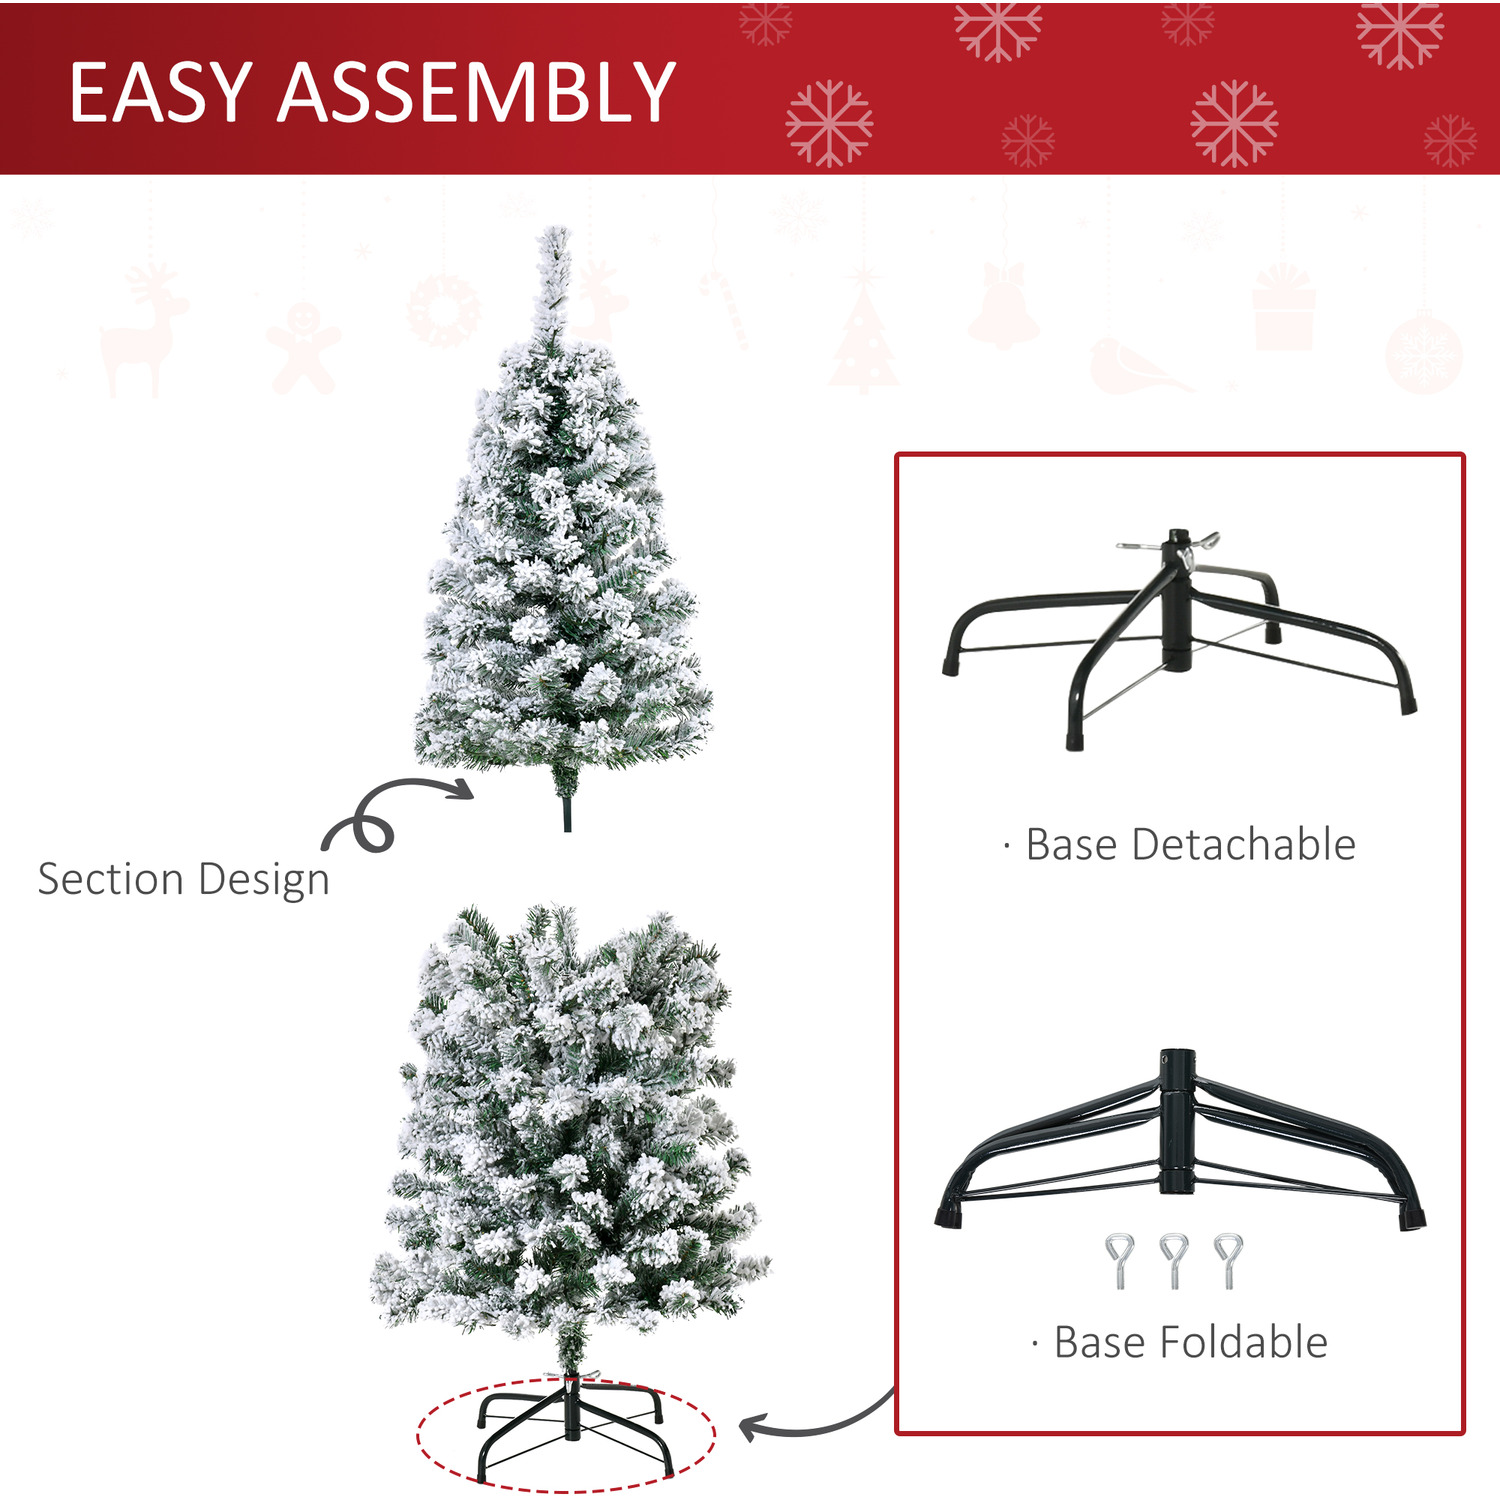 EASY ASSEMBLY
Section Design
· Base Detachable
· Base Foldable